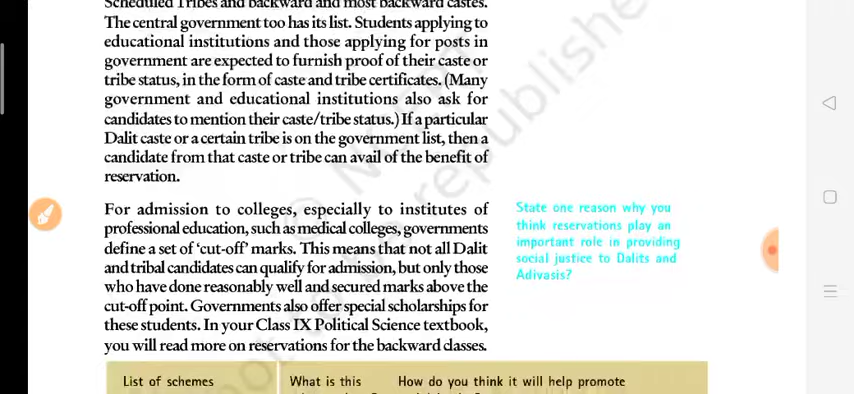 Scheduled Tribes and backward and most backward castes.
The central government too has its list. Students applying to
educational institutions and those applying for posts in
government are expected to furnish proof of their caste or
tribe status, in the form of caste and tribe certificates. (Many
government and educational institutions also ask for
candidates to mention their caste/tribe status.) If a particular
Dalit caste or a certain tribe is on the government list, then a
candidate from that caste or tribe can avail of the benefit of
reservation.
For admission to colleges, especially to institutes of
professional education, such as medical colleges, governments
define a set of ‘cut-off’ marks. This means that not all Dalit
and tribal candidates can qualify for admission, but only those
who have done reasonably well and secured marks above the
cut-off point. Governments also offer special scholarships for
these students. In your Class IX Political Science textbook,
you will read more on reservations for the backward classes.
State one reason why you
think reservations play an
important role in providing
social justice to Dalits and
Adivasis?
List of schemes
What is this
How do you think it will help promote
© NCERT
not to be republished